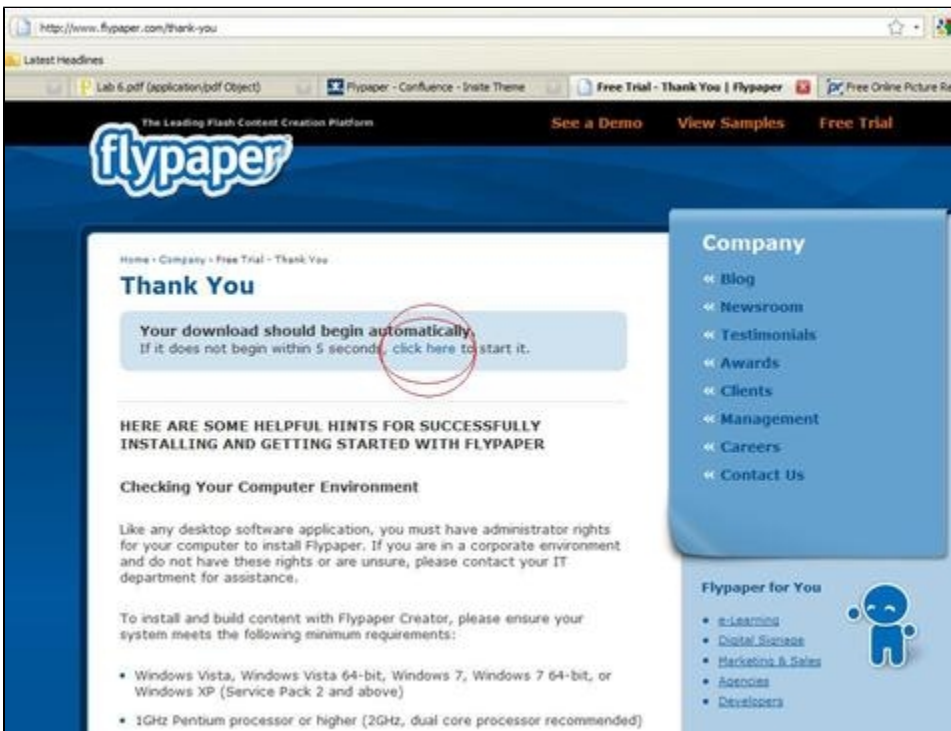 http://www.flypaper.com/thank-you
Latest Headlines
Lab 6.pdf (application/pdf Object)
Flypaper - Confluence - Insite Theme
Free Trial - Thank You | Flypaper
Free Online Picture Re
The Leading Flash Content Creation Platform
See a Demo
View Samples
Free Trial
flypaper
Home › Company › Free Trial - Thank You
Thank You
Your download should begin automatically.
If it does not begin within 5 seconds, click here to start it.
HERE ARE SOME HELPFUL HINTS FOR SUCCESSFULLY
INSTALLING AND GETTING STARTED WITH FLYPAPER
Checking Your Computer Environment
Like any desktop software application, you must have administrator rights
for your computer to install Flypaper. If you are in a corporate environment
and do not have these rights or are unsure, please contact your IT
department for assistance.
To install and build content with Flypaper Creator, please ensure your
system meets the following minimum requirements:
• Windows Vista, Windows Vista 64-bit, Windows 7, Windows 7 64-bit, or
Windows XP (Service Pack 2 and above)
• 1GHz Pentium processor or higher (2GHz, dual core processor recommended)
Company
« Blog
« Newsroom
« Testimonials
« Awards
« Clients
« Management
« Careers
« Contact Us
Flypaper for You
• e-Learning
• Digital Signage
• Marketing & Sales
• Agencies
• Developers